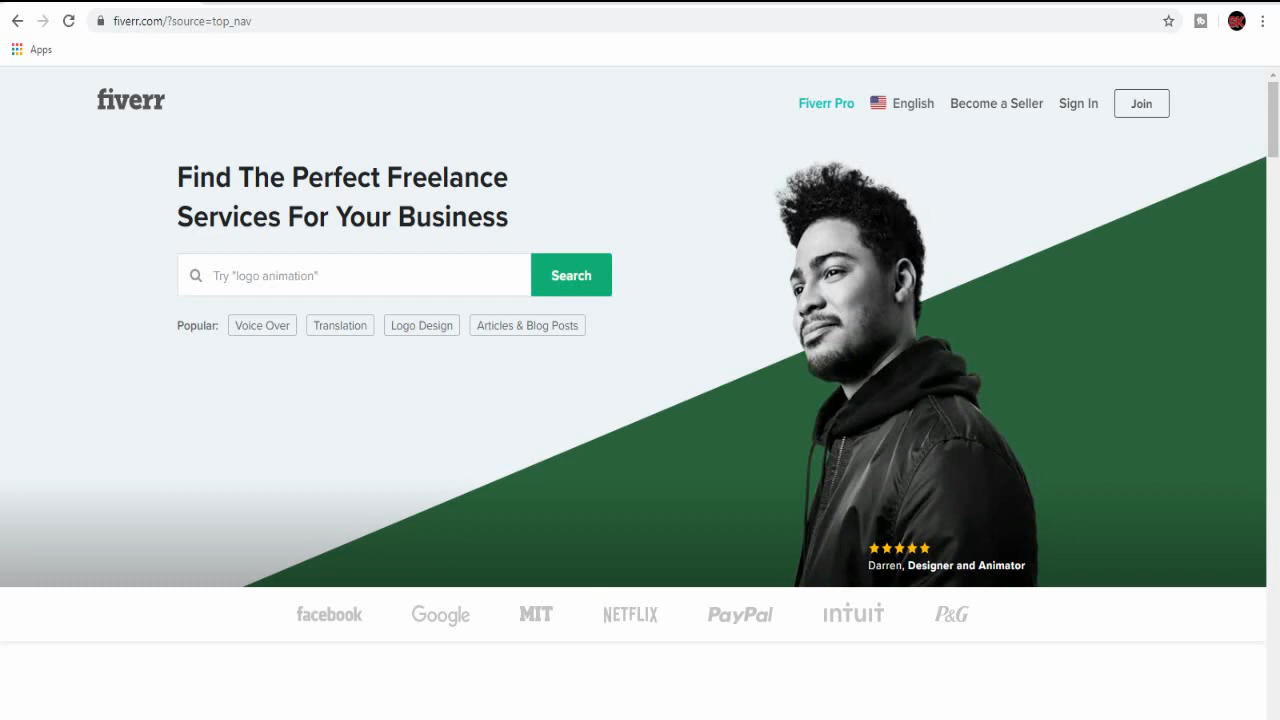 fiverr.com/?source=top_nav
Apps
fiverr
Fiverr Pro English Become a Seller Sign In Join
Find The Perfect Freelance
Services For Your Business
Try "logo animation" Search
Popular: Voice Over Translation Logo Design Articles & Blog Posts
Darren, Designer and Animator
facebook Google MIT NETFLIX PayPal intuit P&G